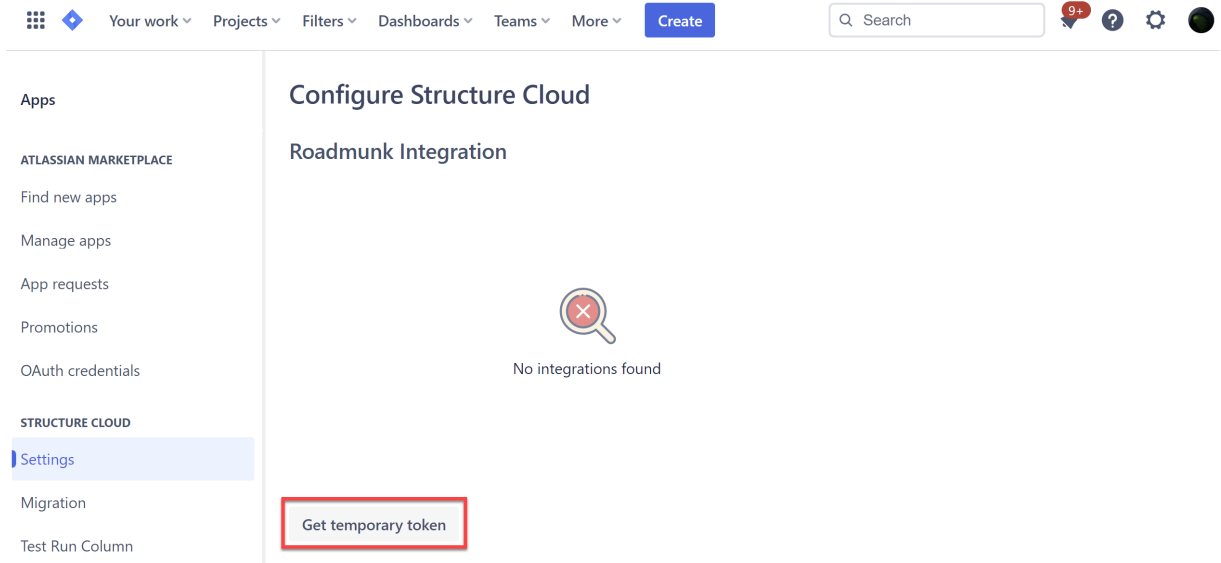 Your work Projects Filters Dashboards Teams More Create Search 9+ ?
Apps
ATLASSIAN MARKETPLACE
Find new apps
Manage apps
App requests
Promotions
OAuth credentials
STRUCTURE CLOUD
Settings
Migration
Test Run Column
Configure Structure Cloud
Roadmunk Integration
No integrations found
Get temporary token